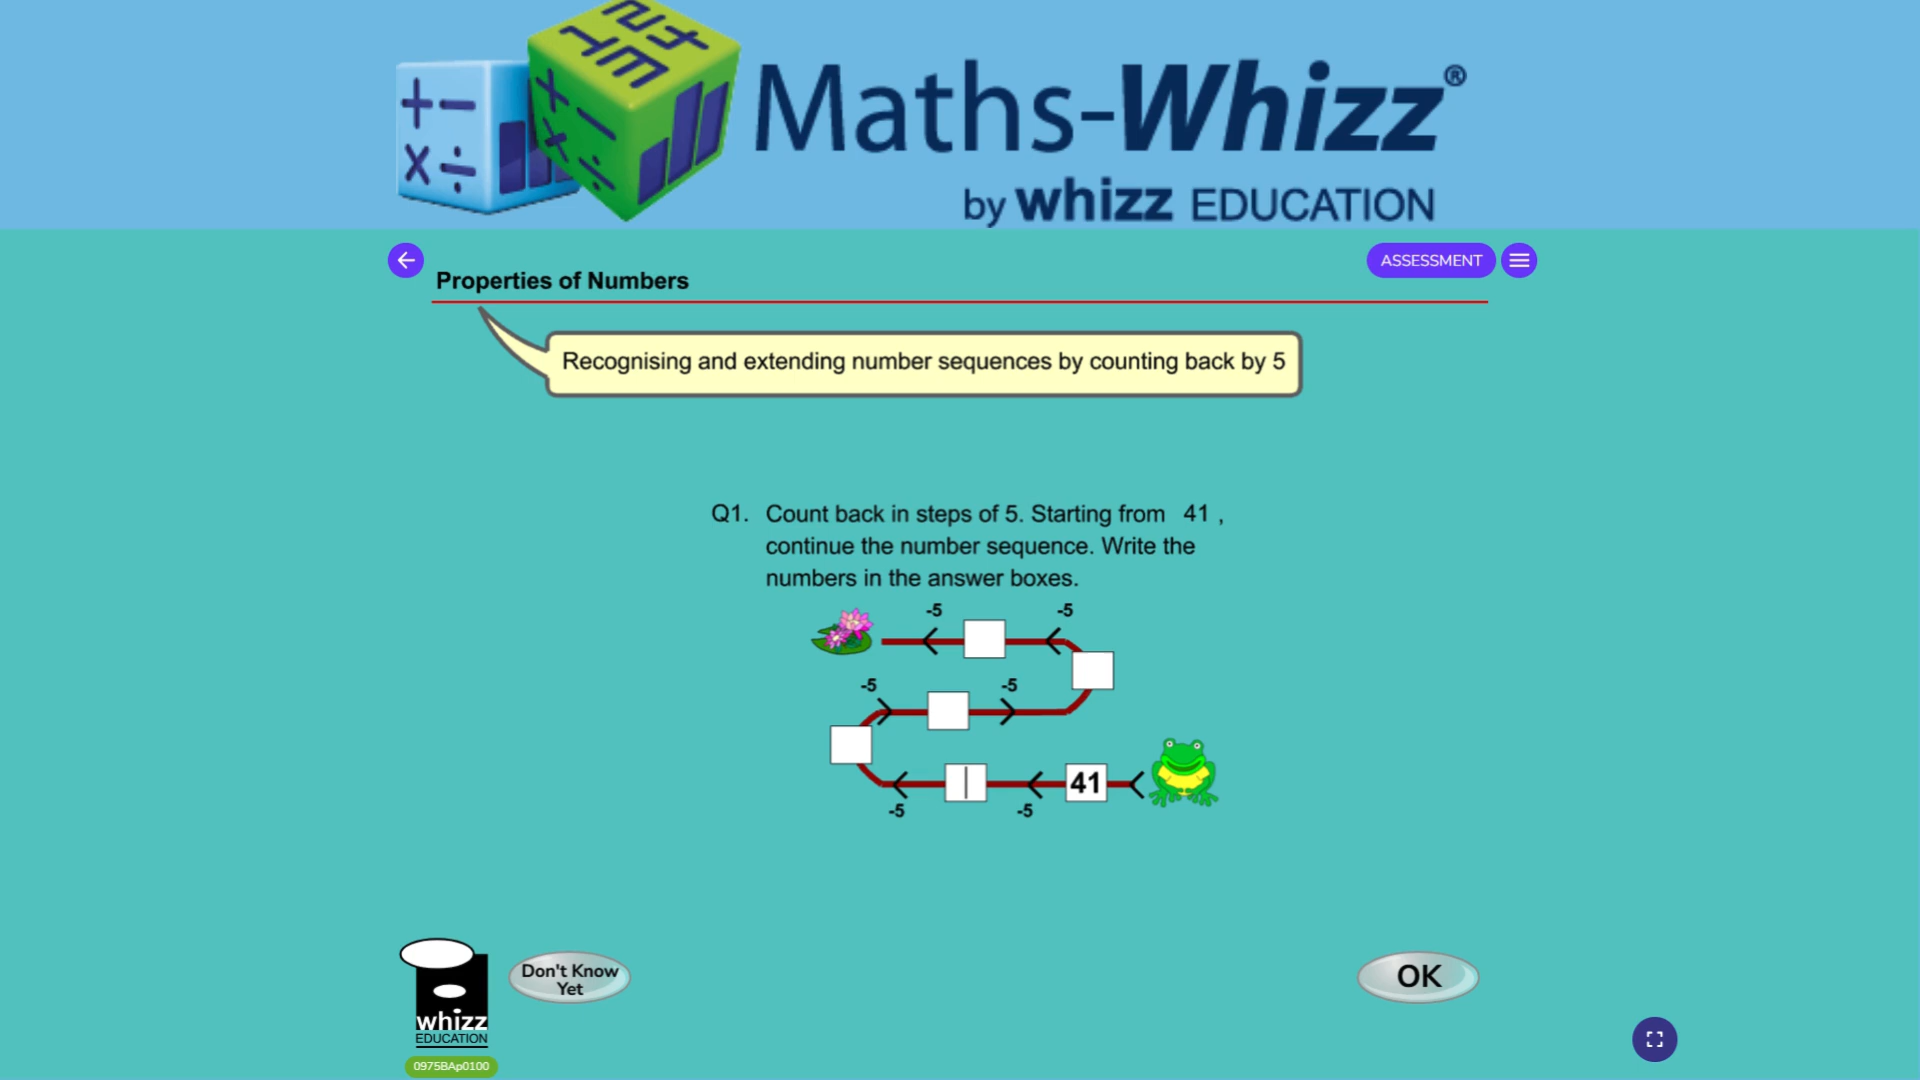 Maths-Whizz®
by whizz EDUCATION
ASSESSMENT
Properties of Numbers
Recognising and extending number sequences by counting back by 5
Q1. Count back in steps of 5. Starting from 41 ,
continue the number sequence. Write the
numbers in the answer boxes.
-5 -5
-5 -5
41
-5 -5
Don't Know
Yet
OK
whizz
EDUCATION
0975BAp0100